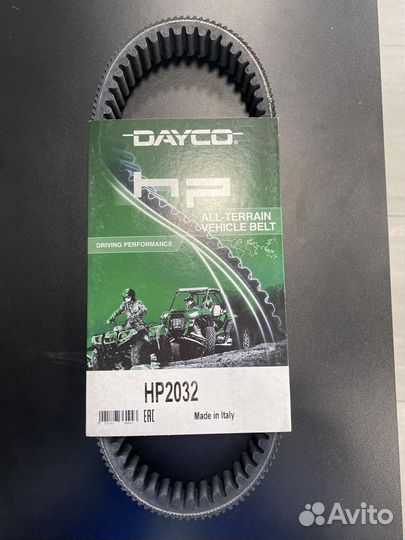 DAYCO®
hp
ALL-TERRAIN
VEHICLE BELT
DRIVING PERFORMANCE
HP2032
EAC
Made in Italy
Avito